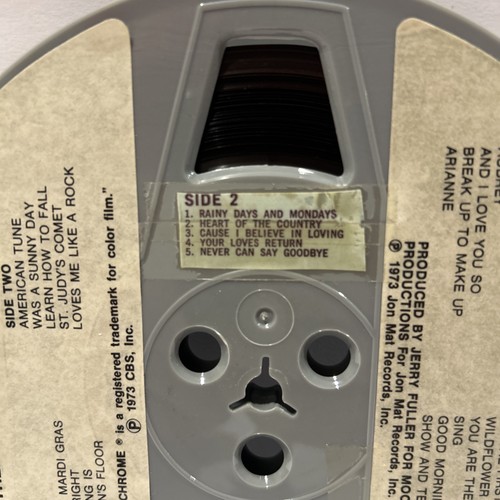 SIDE TWO
AMERICAN TUNE
WAS A SUNNY DAY
LEARN HOW TO FALL
ST. JUDY'S COMET
LOVES ME LIKE A ROCK
CHROME ® is a registered trademark for color film."
Ⓟ 1973 CBS, Inc.
MARDI GRAS
FLOOR
SIDE 2
1. RAINY DAYS AND MONDAYS
2. HEART OF THE COUNTRY
3. CAUSE I BELIEVE IN LOVING
4. YOUR LOVES RETURN
5. NEVER CAN SAY GOODBYE
AND I LOVE YOU SO
BREAK UP TO MAKE UP
ARIANNE
PRODUCED BY JERRY FULLER FOR MO
PRODUCTIONS For Jon Mat Records, Inc.
Ⓟ 1973 Jon Mat Records, Inc.
WILDFLOWER
YOU ARE THE
SING
GOOD MORNIN
SHOW AND TE